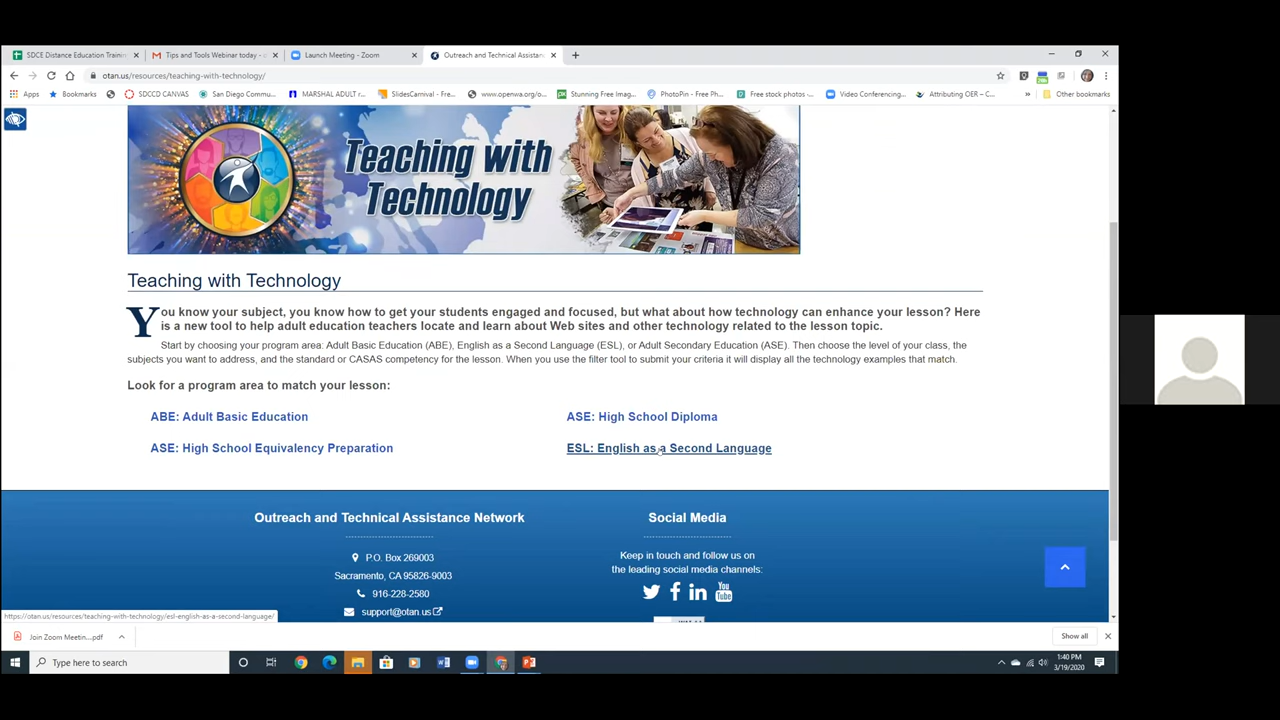 SDCE Distance Education Trainin
Tips and Tools Webinar today -
Launch Meeting - Zoom
Outreach and Technical Assistan
otan.us/resources/teaching-with-technology/
Apps
Bookmarks
SDCCD CANVAS
San Diego Commu...
MARSHAL ADULT r...
SlidesCarnival - Fre...
www.openwa.org/o...
Stunning Free Imag...
PhotoPin - Free Ph...
Free stock photos -...
Video Conferencing...
Attributing OER – C...
Other bookmarks
Teaching with
Technology
Teaching with Technology
You know your subject, you know how to get your students engaged and focused, but what about how technology can enhance your lesson? Here
is a new tool to help adult education teachers locate and learn about Web sites and other technology related to the lesson topic.
Start by choosing your program area: Adult Basic Education (ABE), English as a Second Language (ESL), or Adult Secondary Education (ASE). Then choose the level of your class, the
subjects you want to address, and the standard or CASAS competency for the lesson. When you use the filter tool to submit your criteria it will display all the technology examples that match.
Look for a program area to match your lesson:
ABE: Adult Basic Education
ASE: High School Diploma
ASE: High School Equivalency Preparation
ESL: English as a Second Language
Outreach and Technical Assistance Network
P.O. Box 269003
Sacramento, CA 95826-9003
916-228-2580
support@otan.us
Social Media
Keep in touch and follow us on
the leading social media channels:
You
Tube
https://otan.us/resources/teaching-with-technology/esl-english-as-a-second-language/
Join Zoom Meetin....pdf
Show all
Type here to search
1:40 PM
3/19/2020